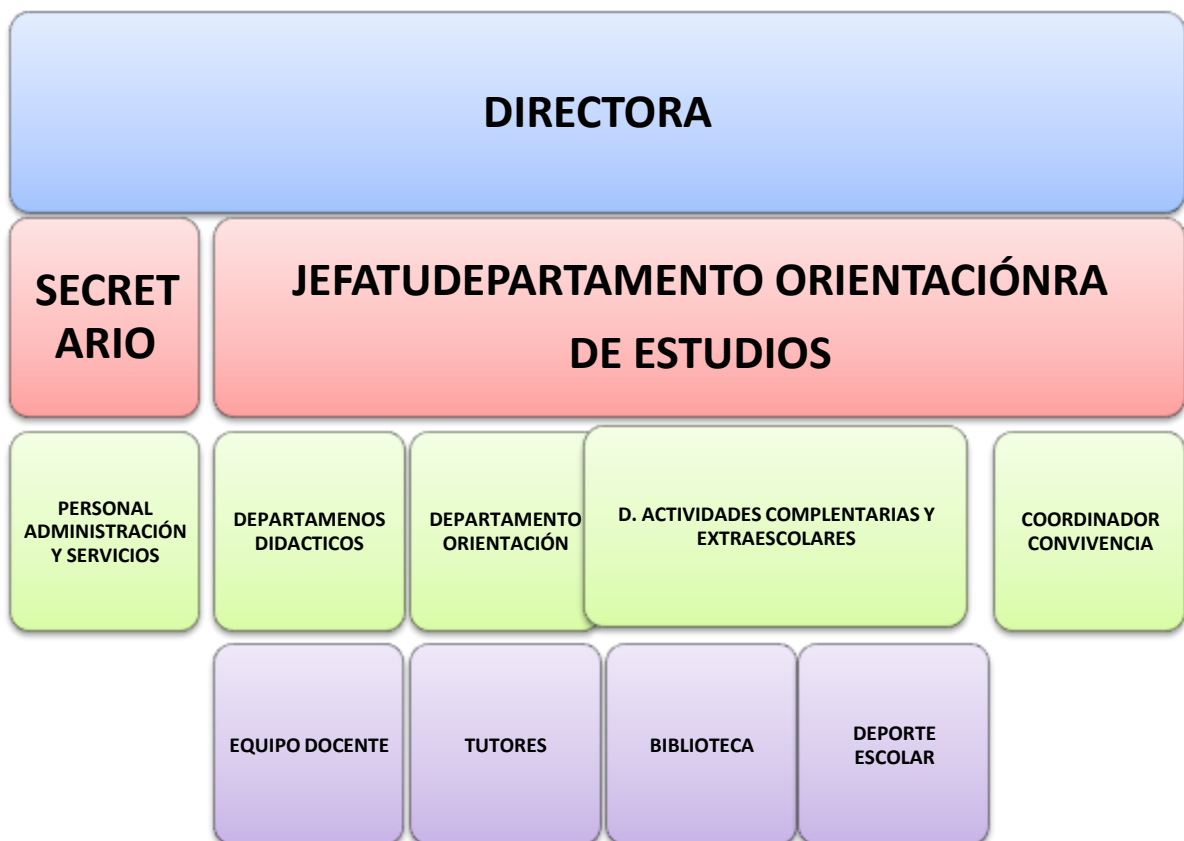 DIRECTORA
SECRET
ARIO
JEFATUDEPARTAMENTO ORIENTACIÓNRA
DE ESTUDIOS
PERSONAL
ADMINISTRACIÓN
Y SERVICIOS
DEPARTAMENOS
DIDACTICOS
DEPARTAMENTO
ORIENTACIÓN
D. ACTIVIDADES COMPLENTARIAS Y
EXTRAESCOLARES
COORDINADOR
CONVIVENCIA
EQUIPO DOCENTE
TUTORES
BIBLIOTECA
DEPORTE
ESCOLAR